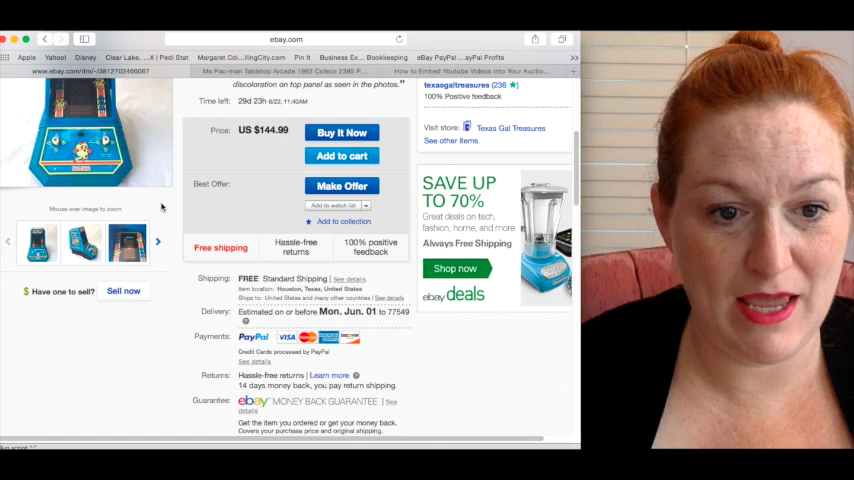 ebay.com
Yahoo! Disney Clear Lake, ...X | Pedi Stat Margaret Col...llingCity.com Pin It Business Ex... Bookkeeping eBay PayPal ...ayPal Profits >>
www.ebay.com/itm/-/381270246606?
Ms Pac-man Tabletop Arcade 1982 Coleco 2395 P...
How to Embed Youtube Videos into Your Auctio...
discoloration on top panel as seen in the photos."
Time left: 29d 23h 6/22, 11:40AM
Price: US $144.99
Buy It Now
Add to cart
Best Offer:
Make Offer
Add to watch list
Add to collection
Free shipping
Hassle-free returns
100% positive feedback
Mouse over image to zoom
$ Have one to sell? Sell now
Shipping: FREE Standard Shipping | See details
Item location: Houston, Texas, United States
Ships to: United States and many other countries | See details
Delivery: Estimated on or before Mon. Jun. 01 to 77549
Payments: PayPal VISA
DISCOVER
Credit Cards processed by PayPal
See details
Returns: Hassle-free returns | Learn more
14 days money back, you pay return shipping
Guarantee: ebay MONEY BACK GUARANTEE | See
details
Get the item you ordered or get your money back.
Covers your purchase price and original shipping.
texasgaltreasures (236 )
100% Positive feedback
Visit store: Texas Gal Treasures
See other items
SAVE UP
TO 70%
Great deals on tech,
fashion, home, and more
Always Free Shipping
Shop now
ebay deals